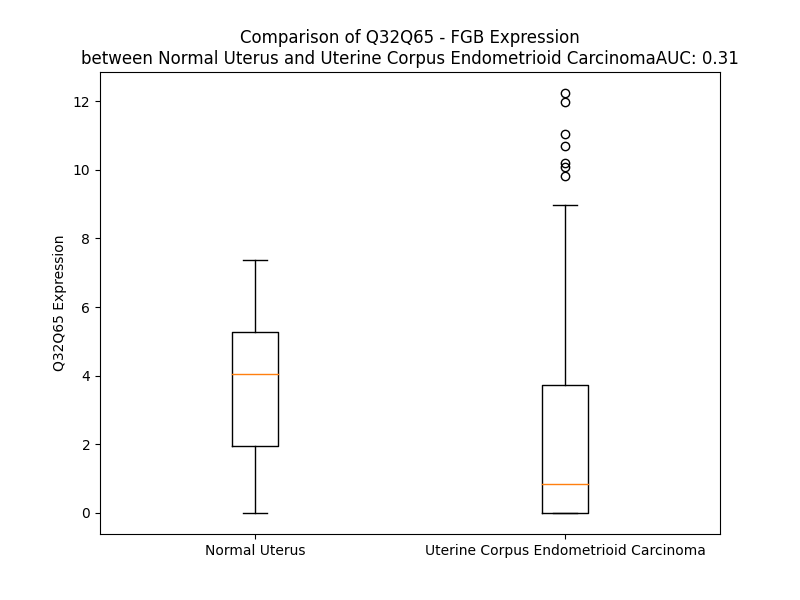 Comparison of Q32Q65 - FGB Expression
between Normal Uterus and Uterine Corpus Endometrioid CarcinomaAUC: 0.31
12
10
8
6
4
2
0
Q32Q65 Expression
Normal Uterus
Uterine Corpus Endometrioid Carcinoma